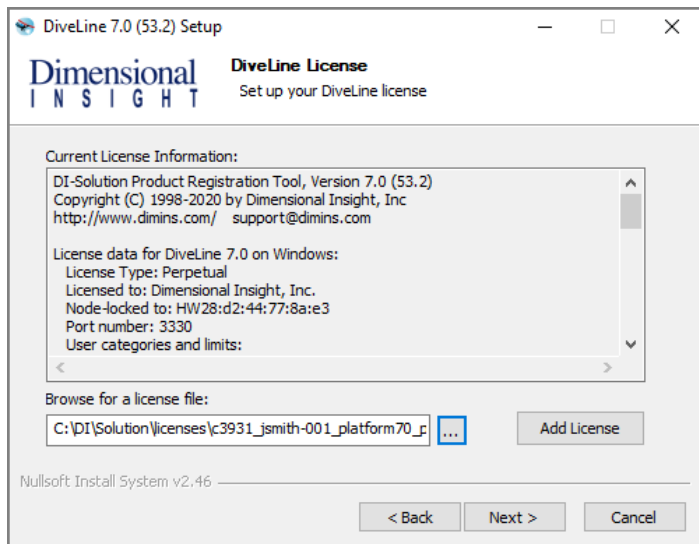 DiveLine 7.0 (53.2) Setup
Dimensional
INSIGHT
DiveLine License
Set up your DiveLine license
Current License Information:
DI-Solution Product Registration Tool, Version 7.0 (53.2)
Copyright (C) 1998-2020 by Dimensional Insight, Inc
http://www.dimins.com/ support@dimins.com
License data for DiveLine 7.0 on Windows:
License Type: Perpetual
Licensed to: Dimensional Insight, Inc.
Node-locked to: HW28:d2:44:77:8a:e3
Port number: 3330
User categories and limits:
Browse for a license file:
C:\DI\Solution\licenses\c3931_jsmith-001_platform70_p
...
Add License
Nullsoft Install System v2.46
< Back
Next >
Cancel